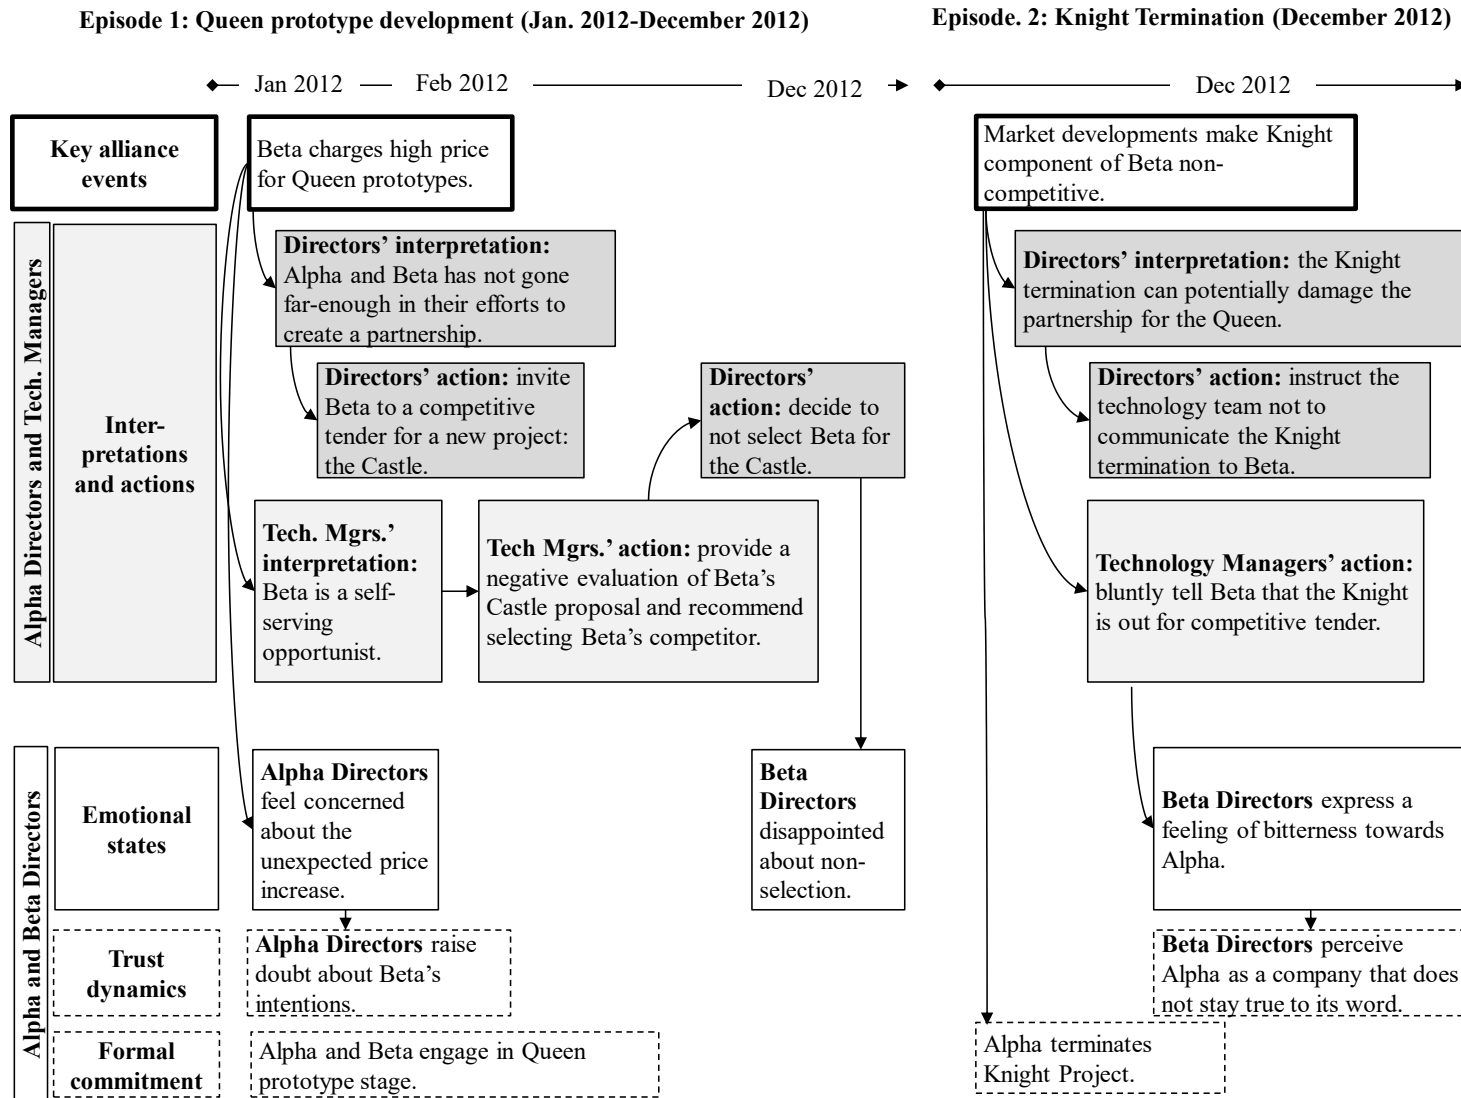 Episode 1: Queen prototype development (Jan. 2012-December 2012)
Episode. 2: Knight Termination (December 2012)
Jan 2012
Feb 2012
Dec 2012
Dec 2012
Key alliance
events
Beta charges high price
for Queen prototypes.
Market developments make Knight
component of Beta non-
competitive.
Alpha Directors and Tech. Managers
Inter-
pretations
and actions
Directors’ interpretation:
Alpha and Beta has not gone
far-enough in their efforts to
create a partnership.
Directors’ action: invite
Beta to a competitive
tender for a new project:
the Castle.
Directors’
action: decide to
not select Beta for
the Castle.
Tech. Mgrs.’
interpretation:
Beta is a self-
serving
opportunist.
Tech Mgrs.’ action: provide a
negative evaluation of Beta’s
Castle proposal and recommend
selecting Beta’s competitor.
Directors’ interpretation: the Knight
termination can potentially damage the
partnership for the Queen.
Directors’ action: instruct the
technology team not to
communicate the Knight
termination to Beta.
Technology Managers’ action:
bluntly tell Beta that the Knight
is out for competitive tender.
Alpha and Beta Directors
Emotional
states
Alpha Directors
feel concerned
about the
unexpected price
increase.
Beta
Directors
disappointed
about non-
selection.
Beta Directors express a
feeling of bitterness towards
Alpha.
Trust
dynamics
Alpha Directors raise
doubt about Beta’s
intentions.
Beta Directors perceive
Alpha as a company that does
not stay true to its word.
Formal
commitment
Alpha and Beta engage in Queen
prototype stage.
Alpha terminates
Knight Project.